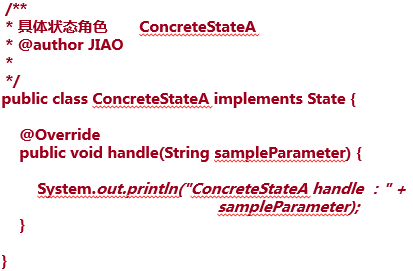 /**
* 具体状态角色 ConcreteStateA
* @author JIAO
*
*/
public class ConcreteStateA implements State {
@Override
public void handle(String sampleParameter) {
System.out.println("ConcreteStateA handle ：" +
sampleParameter);
}
}